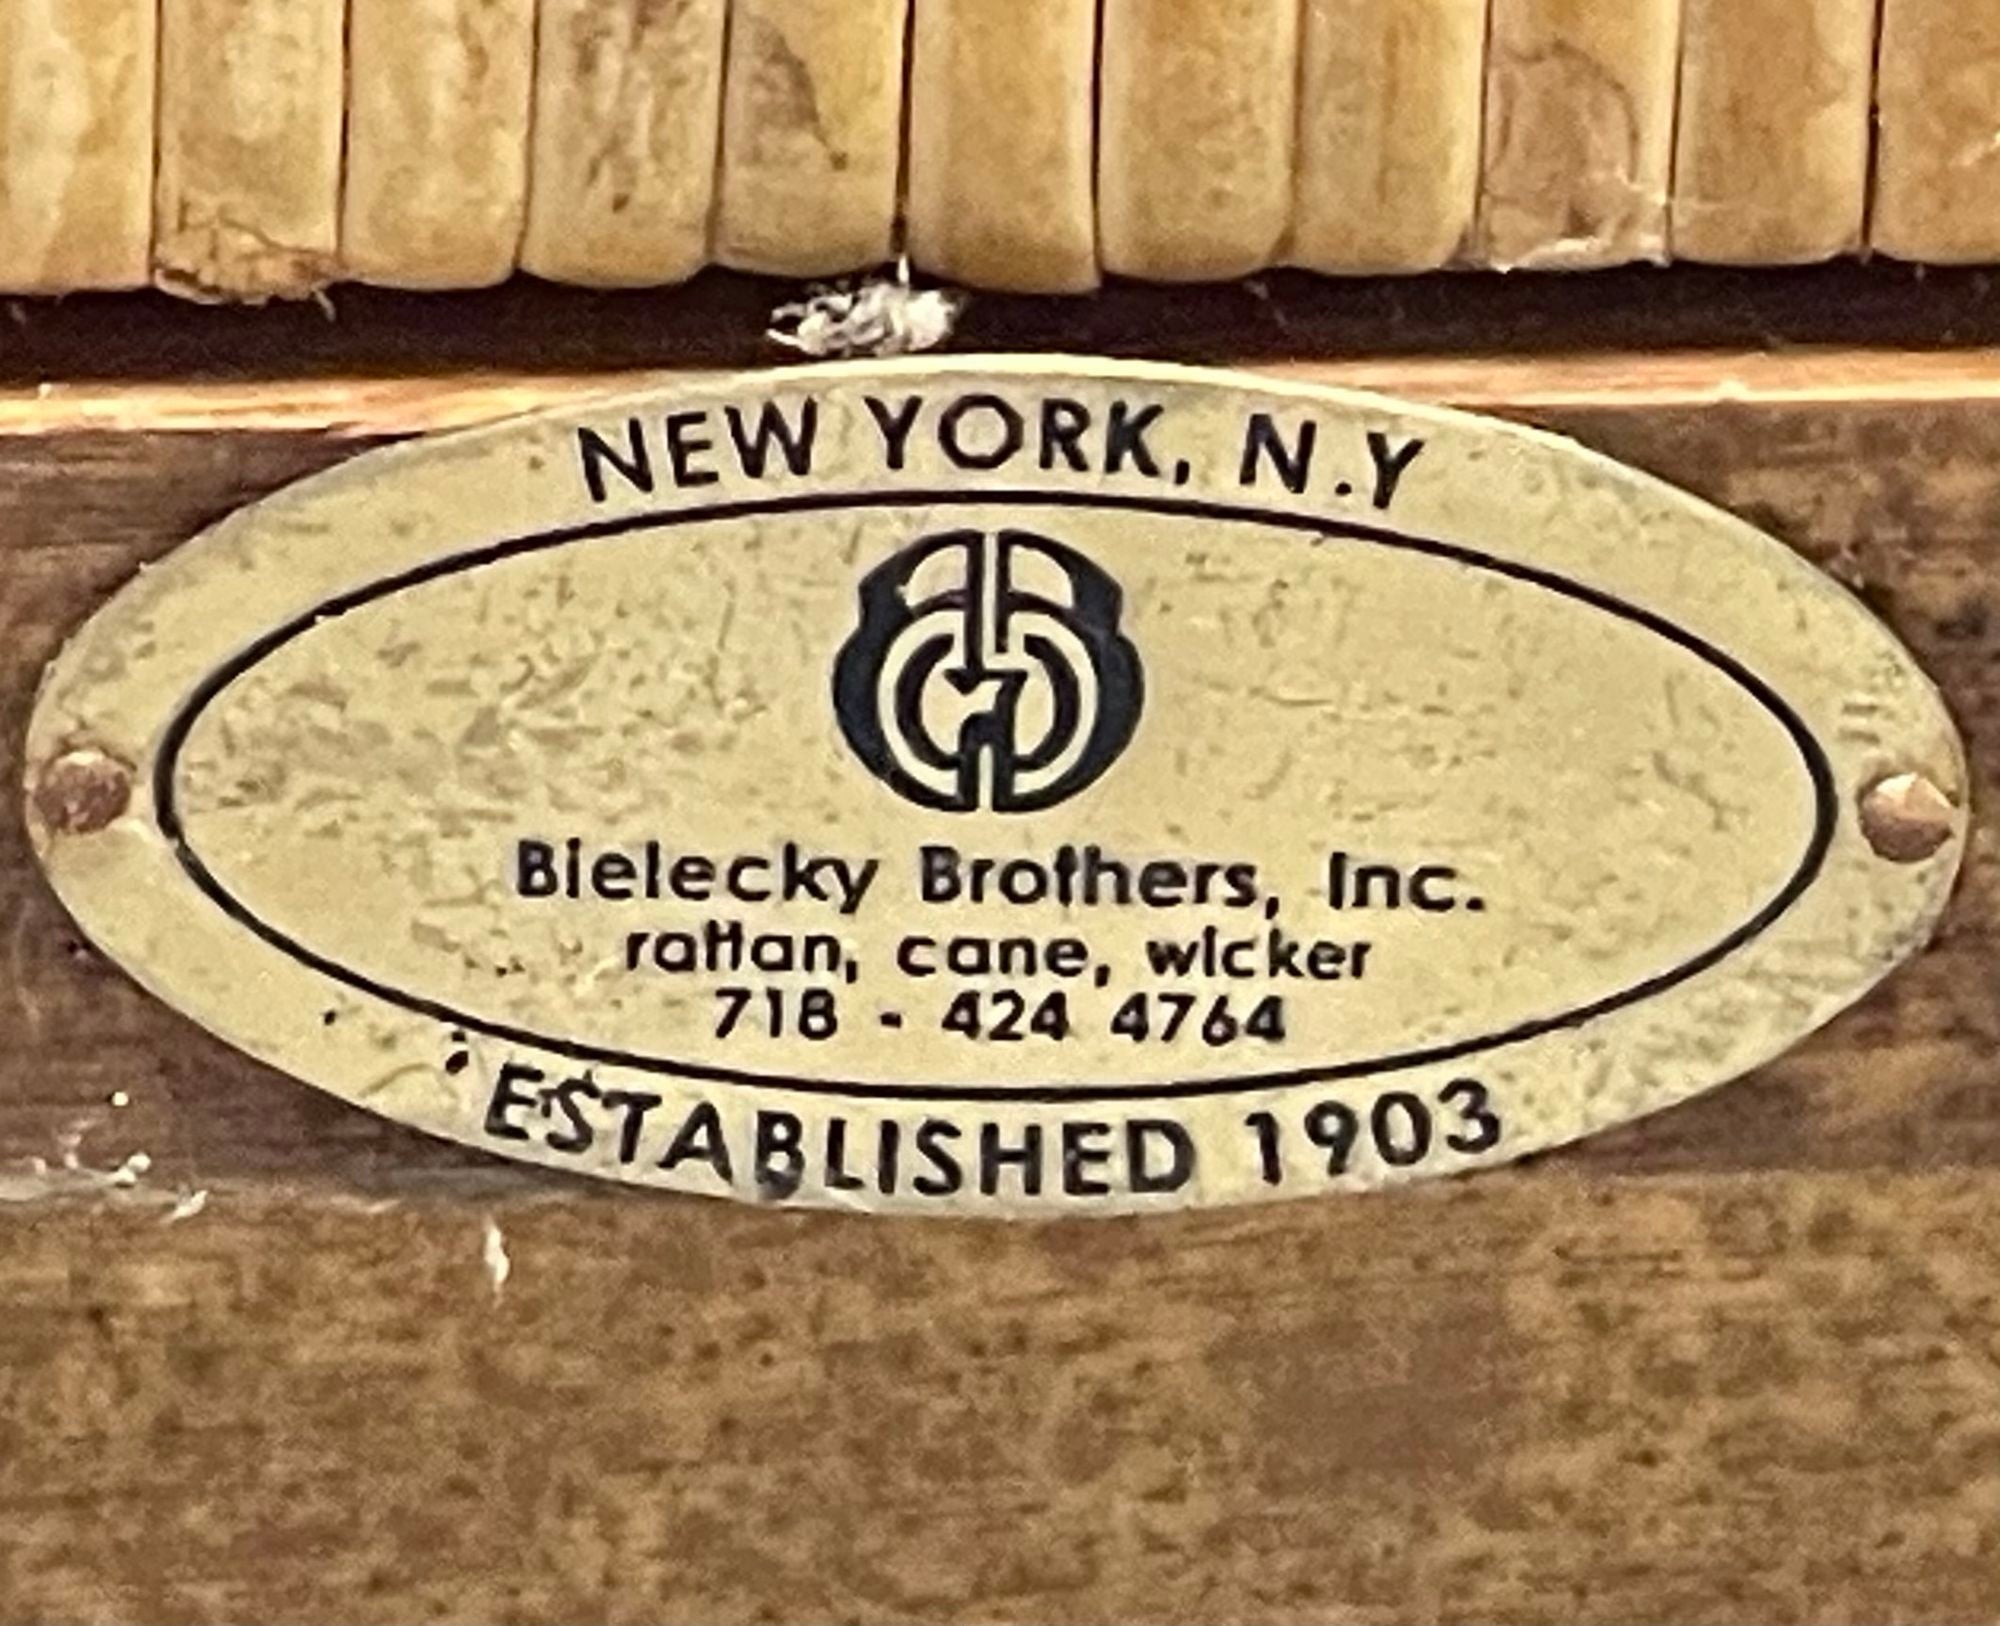 NEW YORK, N.Y
Bielecky Brothers, Inc.
rattan, cane, wicker
718 - 424 4764
ESTABLISHED 1903